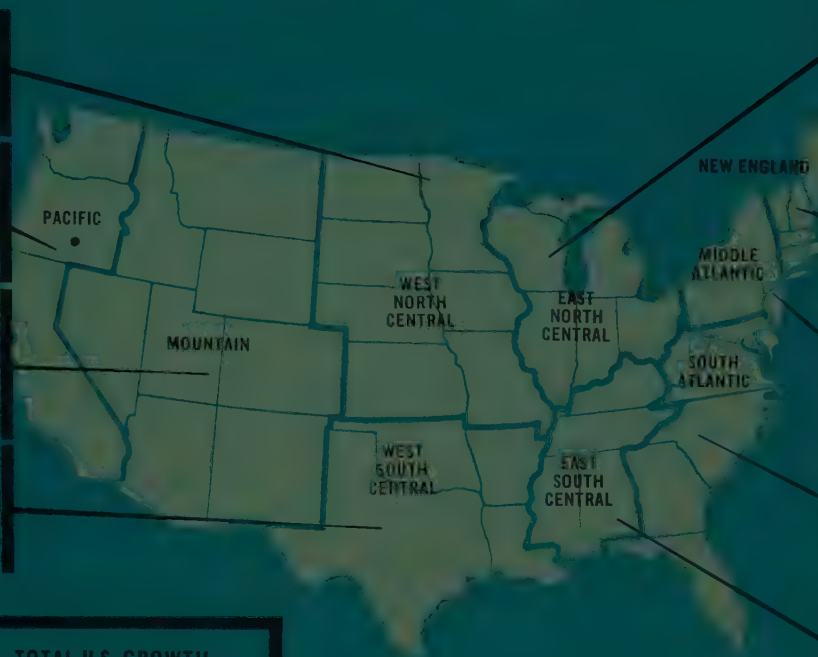 NEW ENGLAND
PACIFIC
MIDDLE
ATLANTIC
WEST
NORTH
CENTRAL
EAST
NORTH
CENTRAL
MOUNTAIN
SOUTH
ATLANTIC
WEST
SOUTH
CENTRAL
EAST
SOUTH
CENTRAL
TOTAL U.S. GROWTH